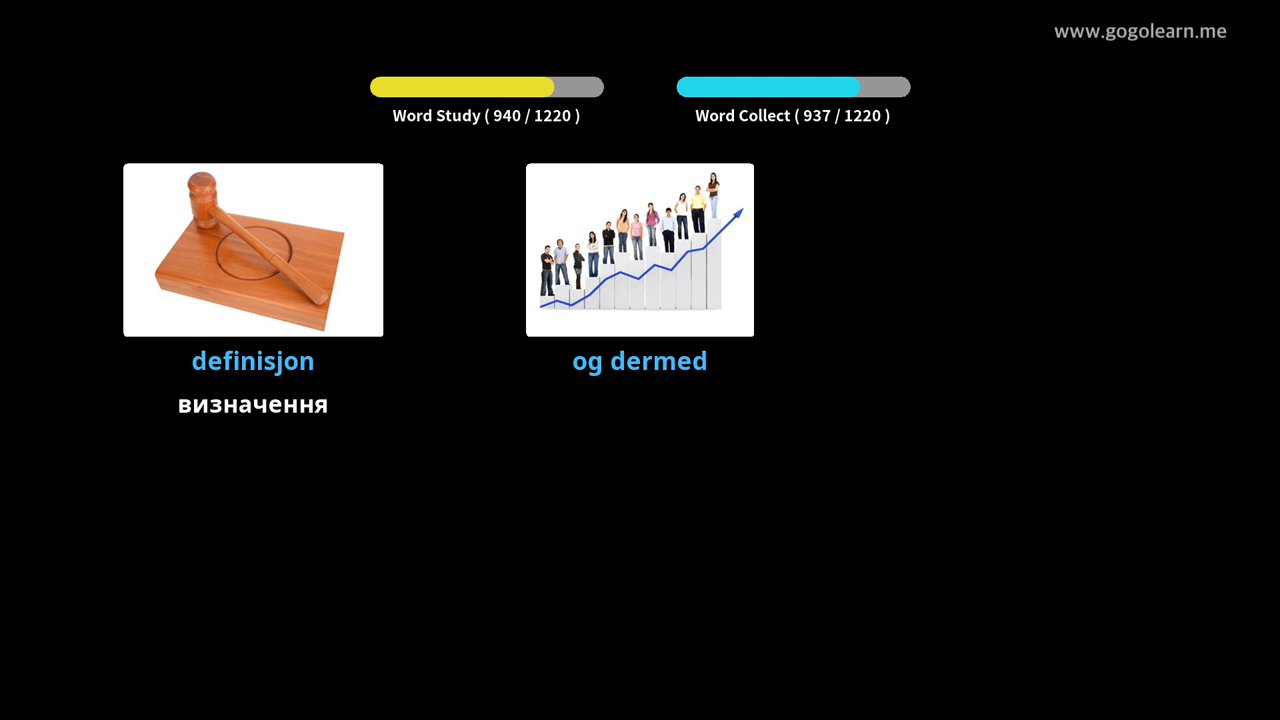 www.gogolearn.me
Word Study ( 940 / 1220 )
Word Collect ( 937 / 1220 )
definisjon
og dermed
визначення